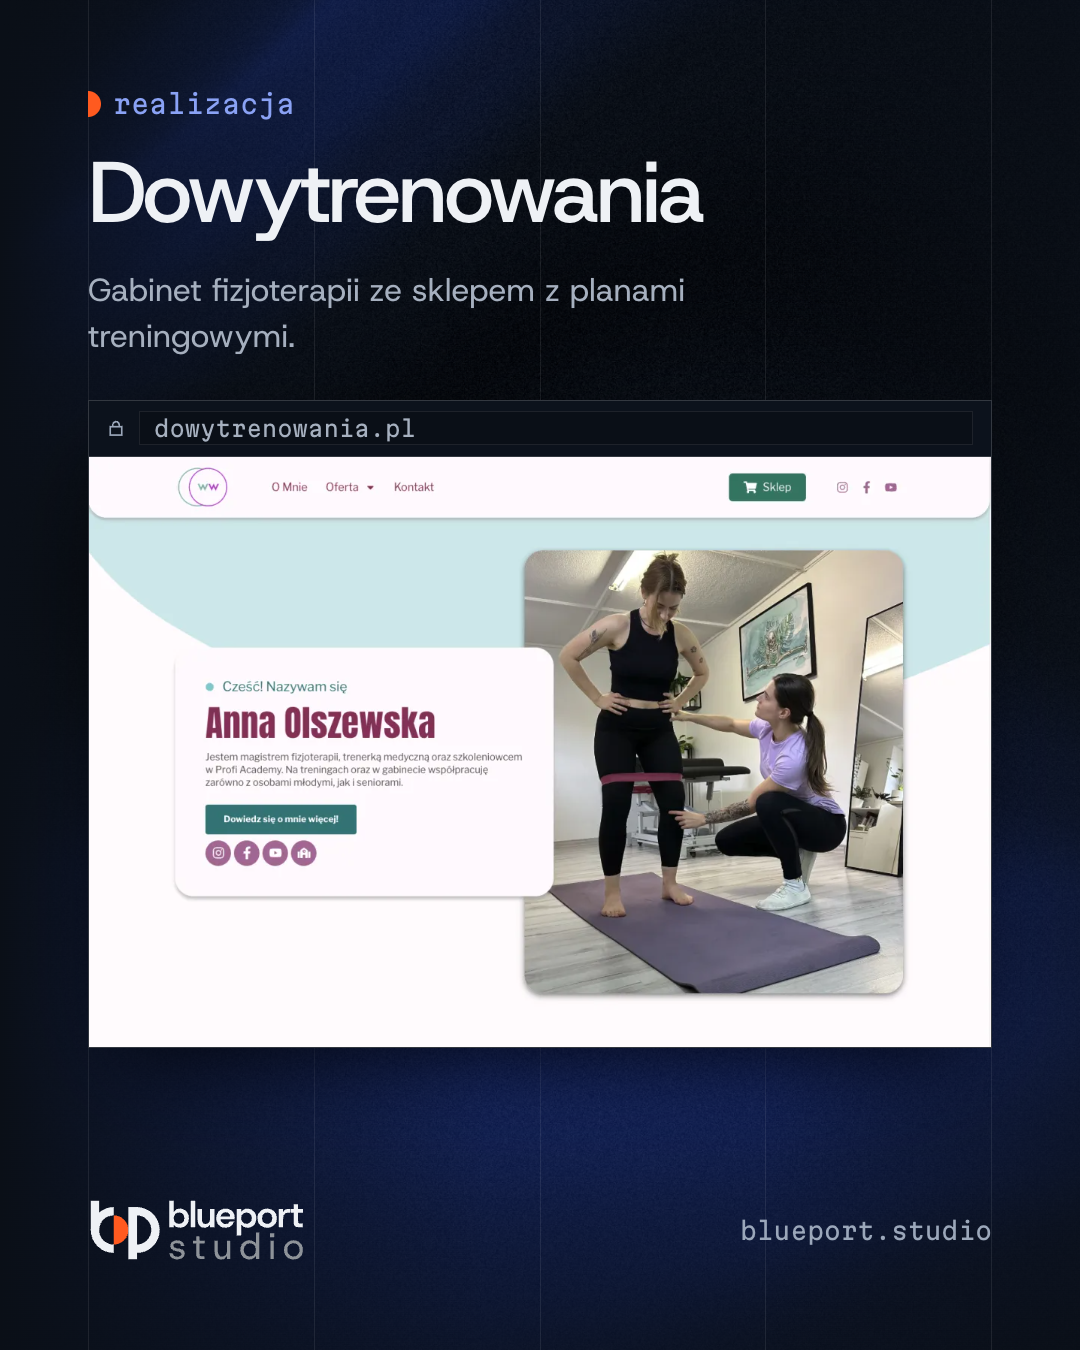 realizacja
Dowytrenowania
Gabinet fizjoterapii ze sklepem z planami
treningowymi.
dowytrenowania.pl
ww
O Mnie Oferta Kontakt Sklep
Cześć! Nazywam się
Anna Olszewska
Jestem magistrem fizjoterapii, trenerką medyczną oraz szkoleniowcem
w Profi Academy. Na treningach oraz w gabinecie współpracuję
zarówno z osobami młodymi, jak i seniorami.
Dowiedz się o mnie więcej!
bp blueport
studio
blueport.studio